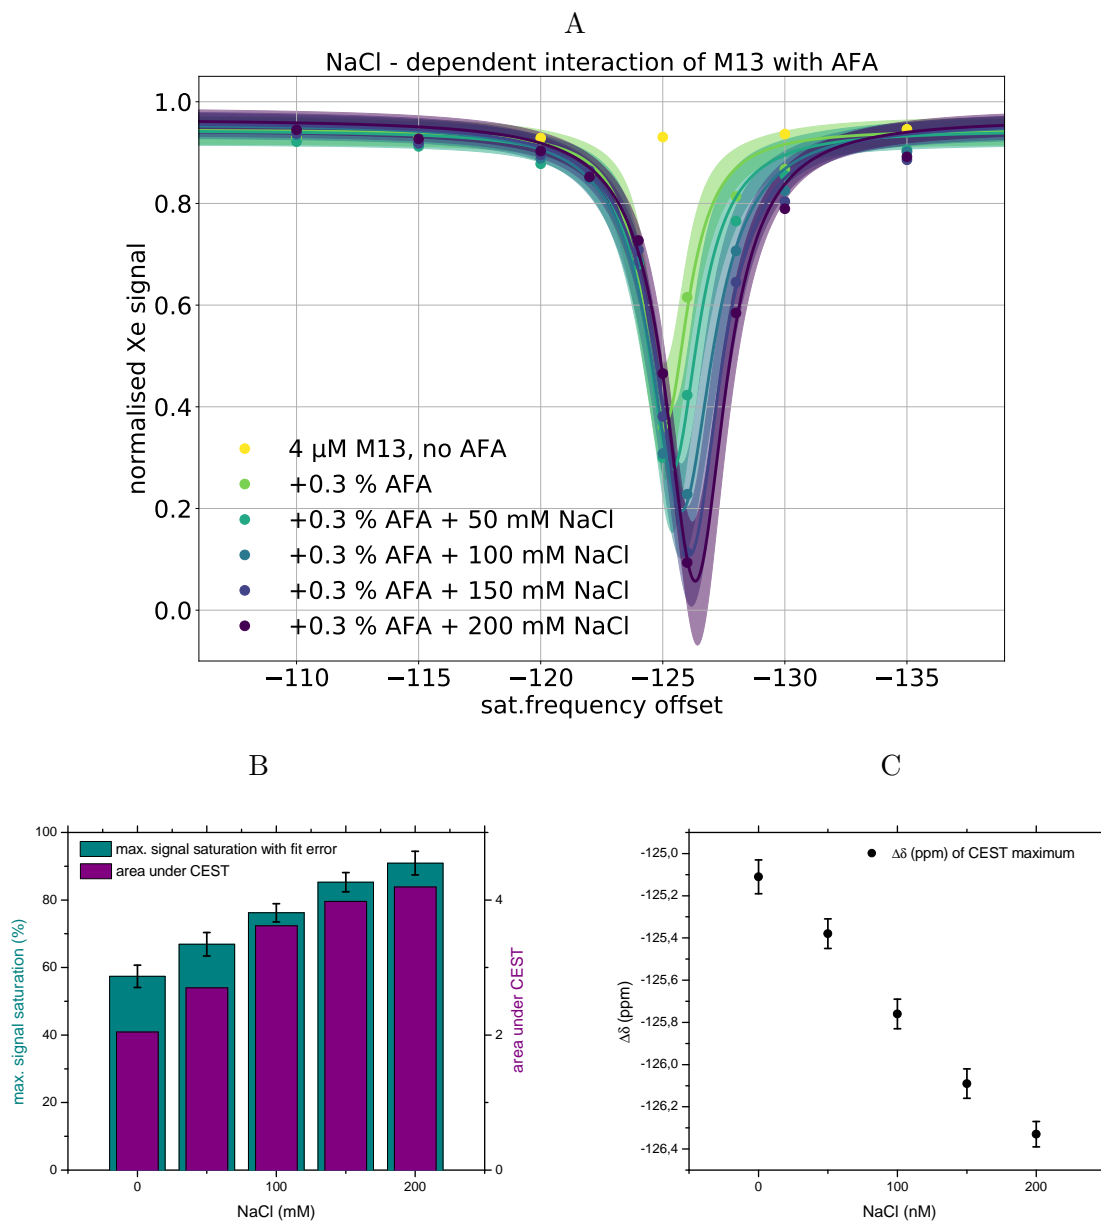 A
NaCl - dependent interaction of M13 with AFA
1.0
0.8
0.6
0.4
0.2
0.0
normalised Xe signal
4 μM M13, no AFA
+0.3 % AFA
+0.3 % AFA + 50 mM NaCl
+0.3 % AFA + 100 mM NaCl
+0.3 % AFA + 150 mM NaCl
+0.3 % AFA + 200 mM NaCl
−110 −115 −120 −125 −130 −135
sat.frequency offset
B
100
80
60
40
20
0
max. signal saturation (%)
max. signal saturation with fit error
area under CEST
4
2
0
area under CEST
0 100 200
NaCl (mM)
C
-125,0
-125,2
-125,4
-125,6
-125,8
-126,0
-126,2
-126,4
Δδ (ppm)
Δδ (ppm) of CEST maximum
0 100 200
NaCl (nM)